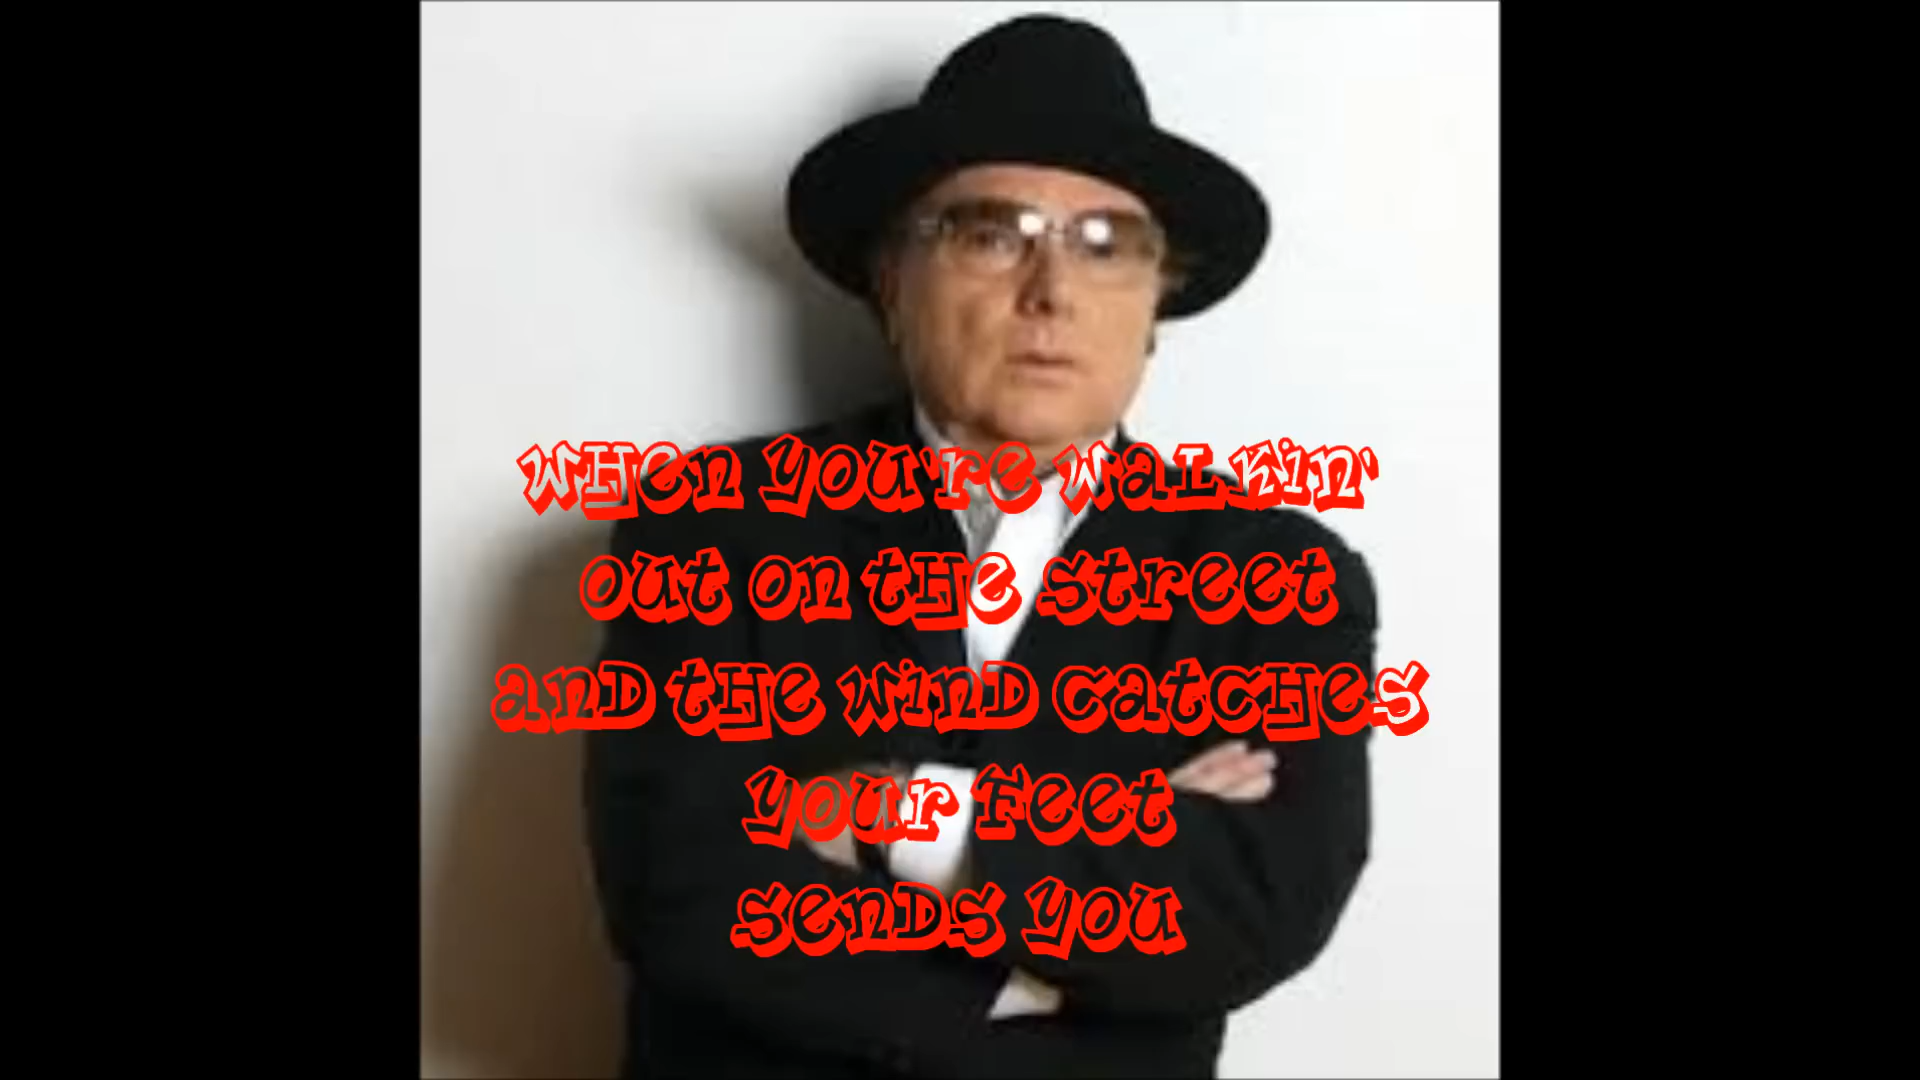 When you're walkin'
out on the street
and the wind catches
your feet
sends you